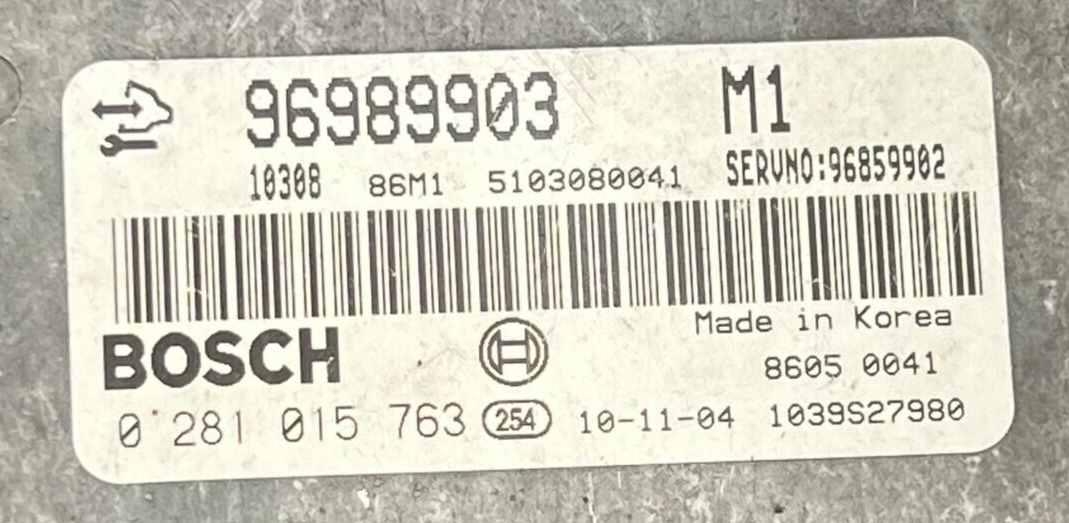 96989903 M1
10308 86M1 5103080041 SERVNO:96859902
Made in Korea
BOSCH
8605 0041
0 281 015 763 254 10-11-04 1039S27980